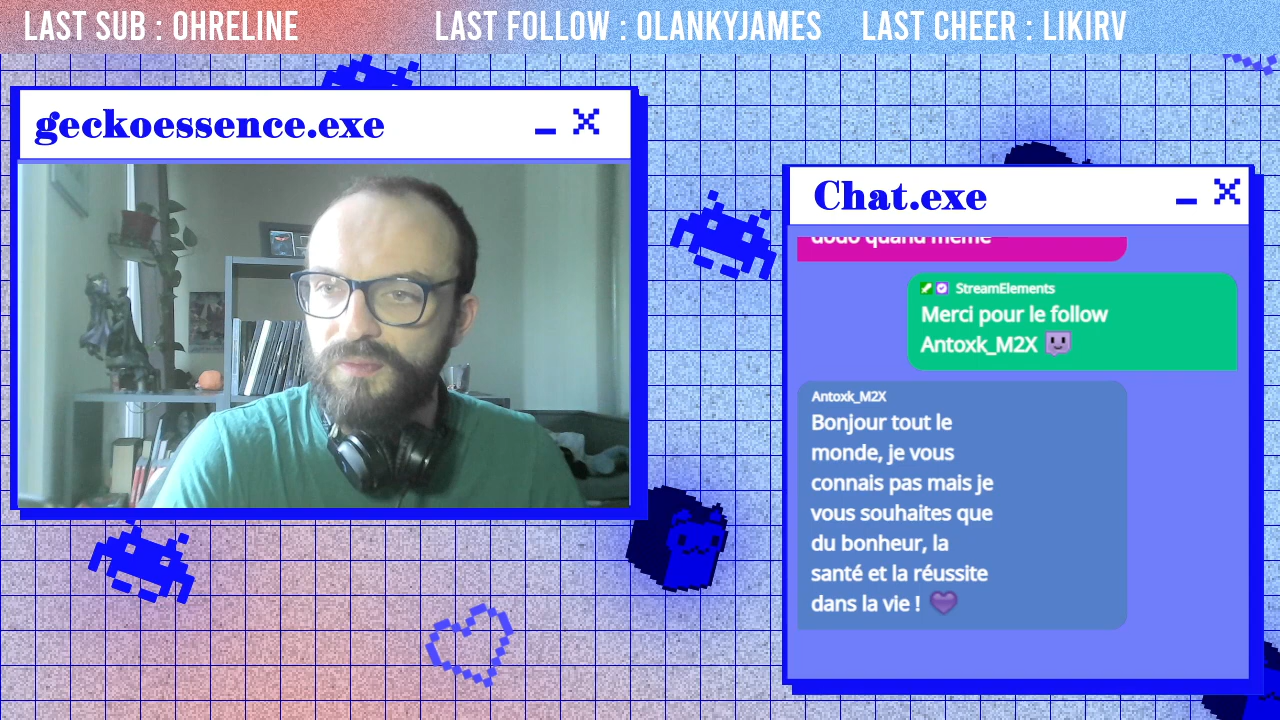 LAST SUB : OHRELINE LAST FOLLOW : OLANKYJAMES LAST CHEER : LIKIRV
geckoessence.exe
Chat.exe
dodo quand même
StreamElements
Merci pour le follow
Antoxk_M2X
Antoxk_M2X
Bonjour tout le
monde, je vous
connais pas mais je
vous souhaites que
du bonheur, la
santé et la réussite
dans la vie !